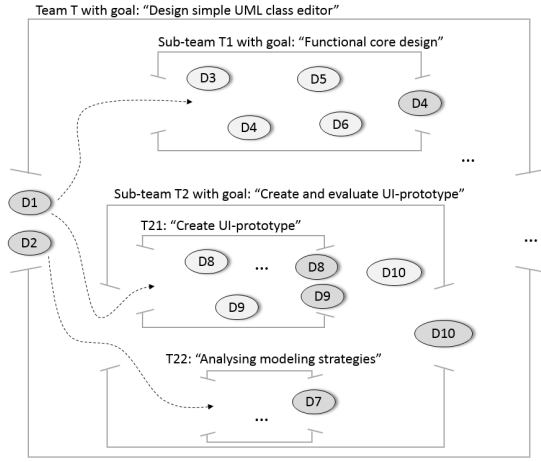 Team T with goal: “Design simple UML class editor”
Sub-team T1 with goal: “Functional core design”
D3
D5
D4
D4
D6
...
D1
Sub-team T2 with goal: “Create and evaluate UI-prototype”
D2
T21: “Create UI-prototype”
...
D8
...
D8
D10
D9
D9
D10
T22: “Analysing modeling strategies”
D7
...